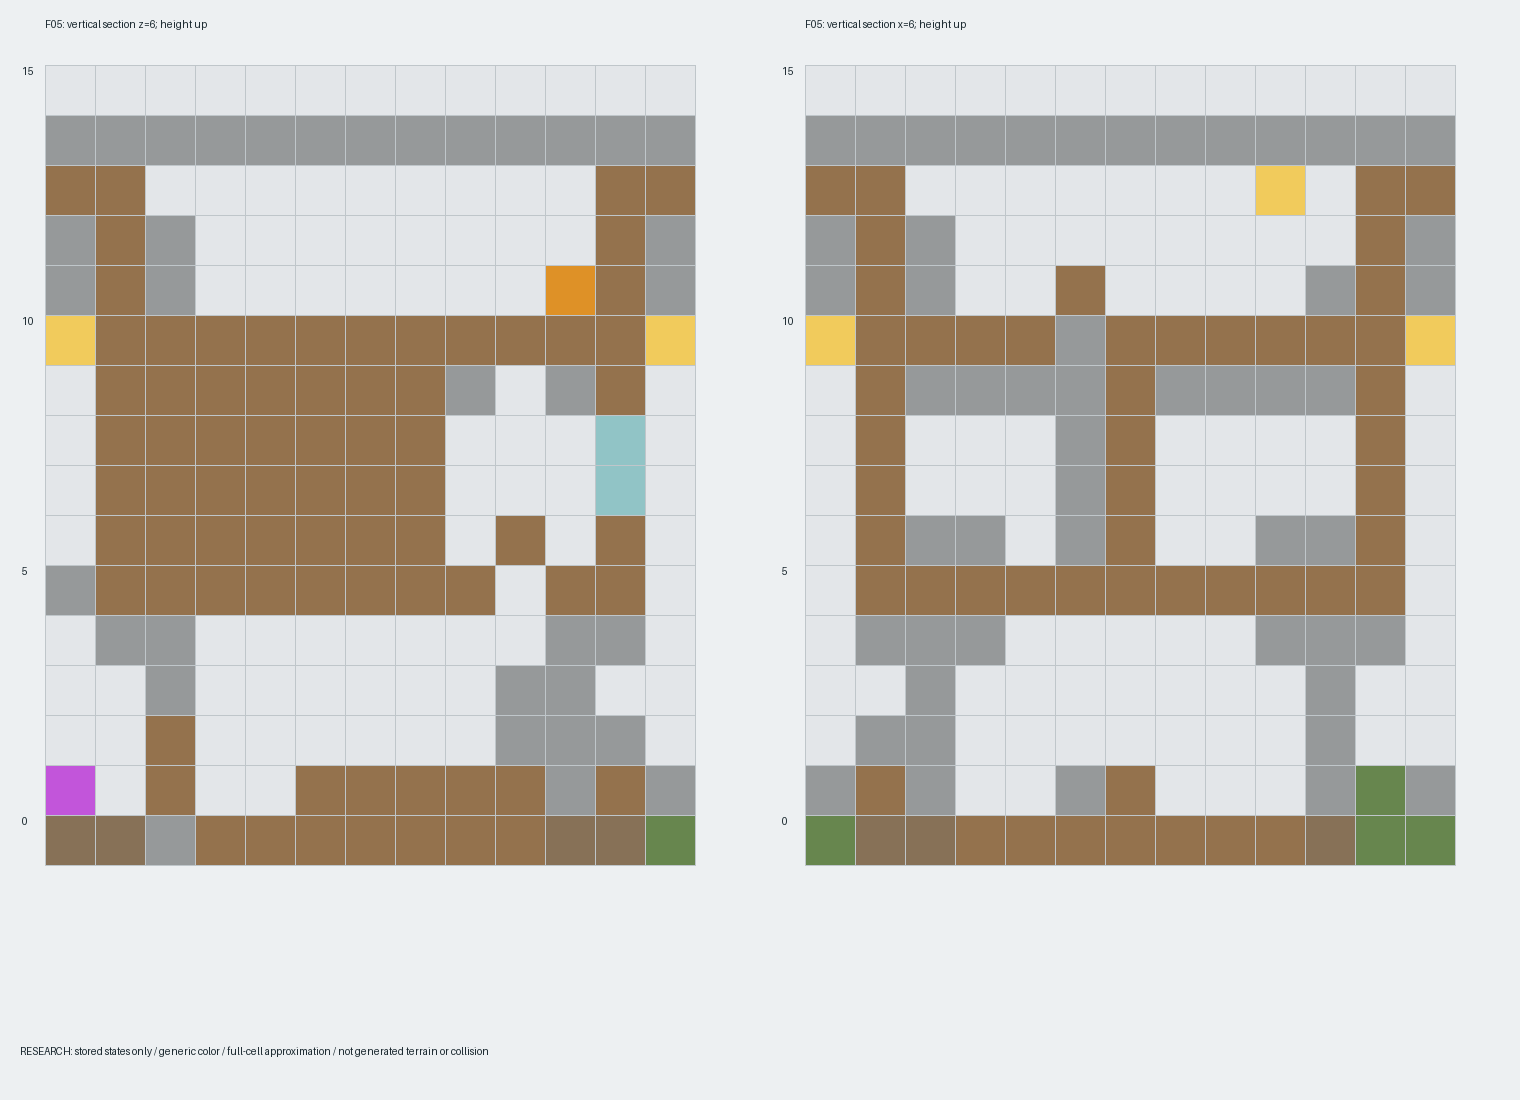 F05: vertical section z=6; height up
F05: vertical section x=6; height up
15
15
10
10
5
5
0
0
RESEARCH: stored states only / generic color / full-cell approximation / not generated terrain or collision